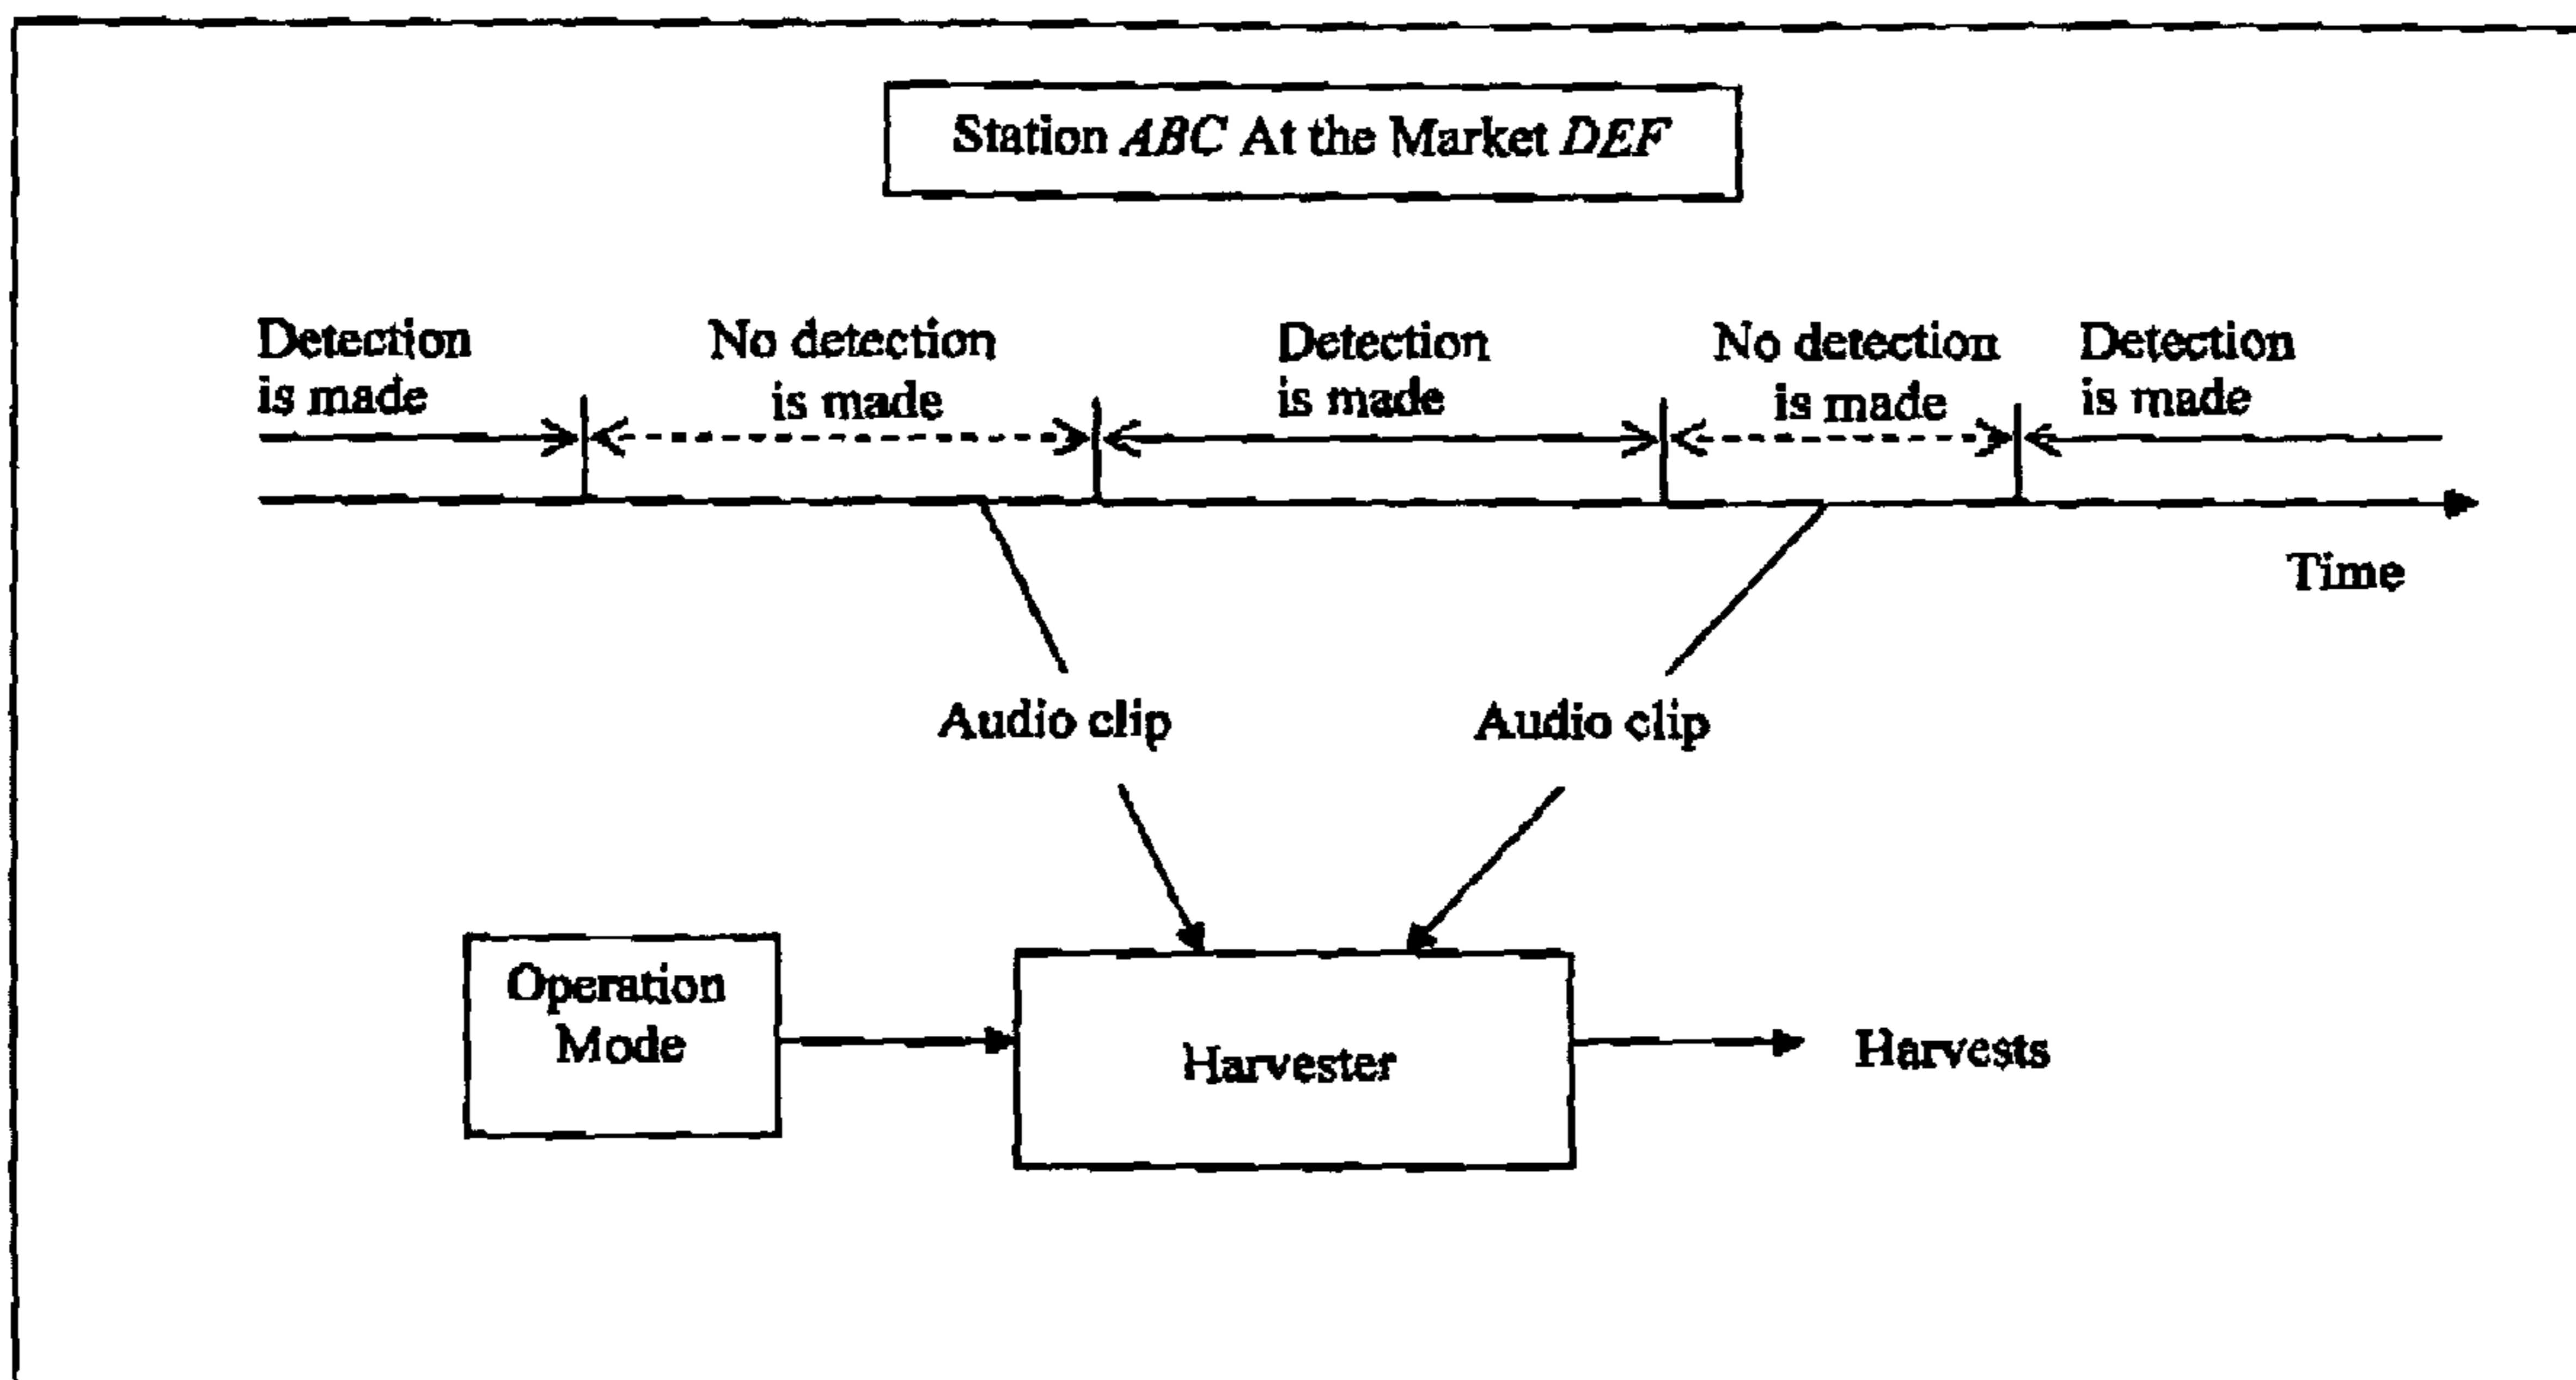 Station ABC At the Market DEF
Detection
is made
No detection
is made
Detection
is made
No detection
is made
Detection
is made
Time
Audio clip
Audio clip
Operation
Mode
Harvester
Harvests